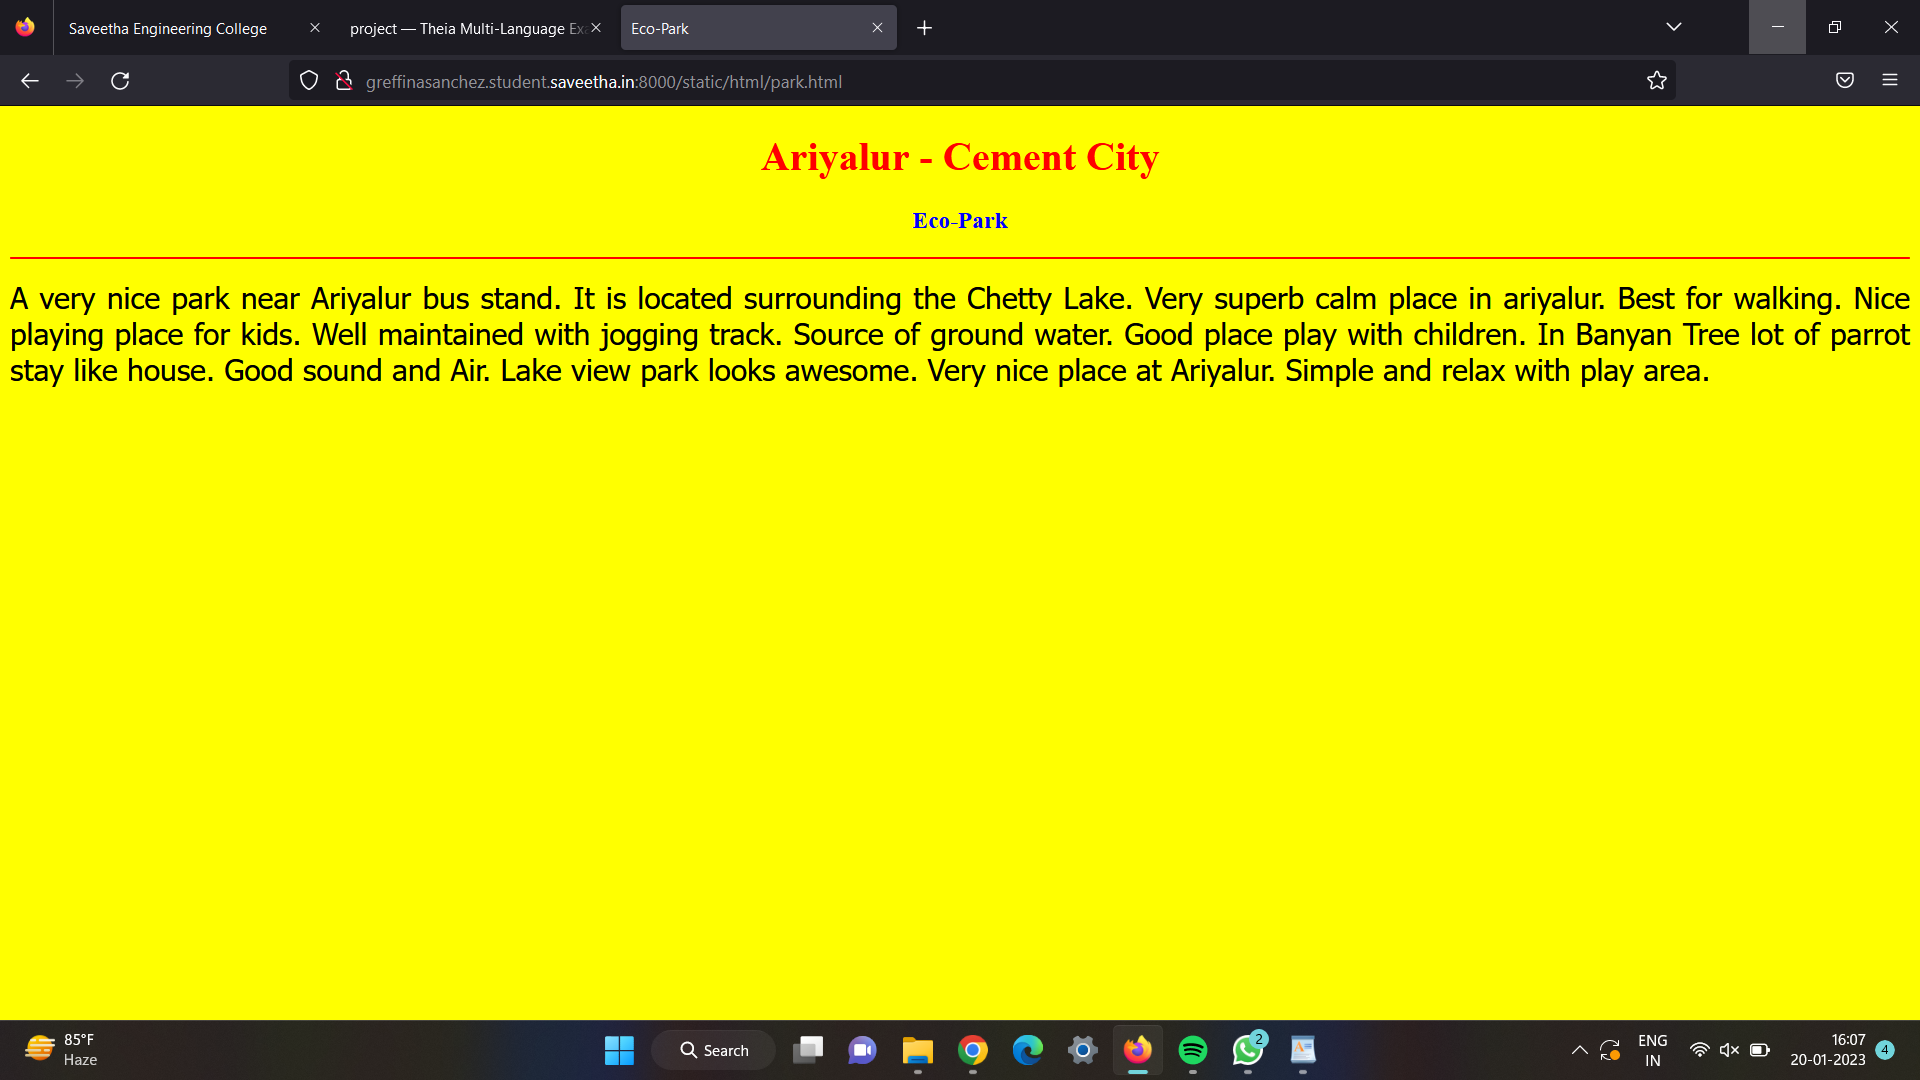 Saveetha Engineering College
project — Theia Multi-Language Ex
Eco-Park
greffinasanchez.student.saveetha.in:8000/static/html/park.html
Ariyalur - Cement City
Eco-Park
A very nice park near Ariyalur bus stand. It is located surrounding the Chetty Lake. Very superb calm place in ariyalur. Best for walking. Nice
playing place for kids. Well maintained with jogging track. Source of ground water. Good place play with children. In Banyan Tree lot of parrot
stay like house. Good sound and Air. Lake view park looks awesome. Very nice place at Ariyalur. Simple and relax with play area.
85°F
Haze
Search
2
ENG
IN
16:07
20-01-2023
4